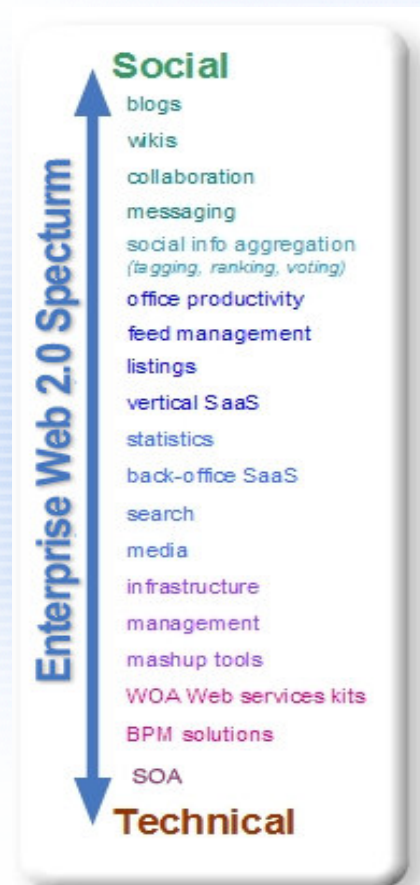 Enterprise Web 2.0 Specturm
Social
blogs
wikis
collaboration
messaging
social info aggregation
(tagging, ranking, voting)
office productivity
feed management
listings
vertical SaaS
statistics
back-office SaaS
search
media
infrastructure
management
mashup tools
WOA Web services kits
BPM solutions
SOA
Technical